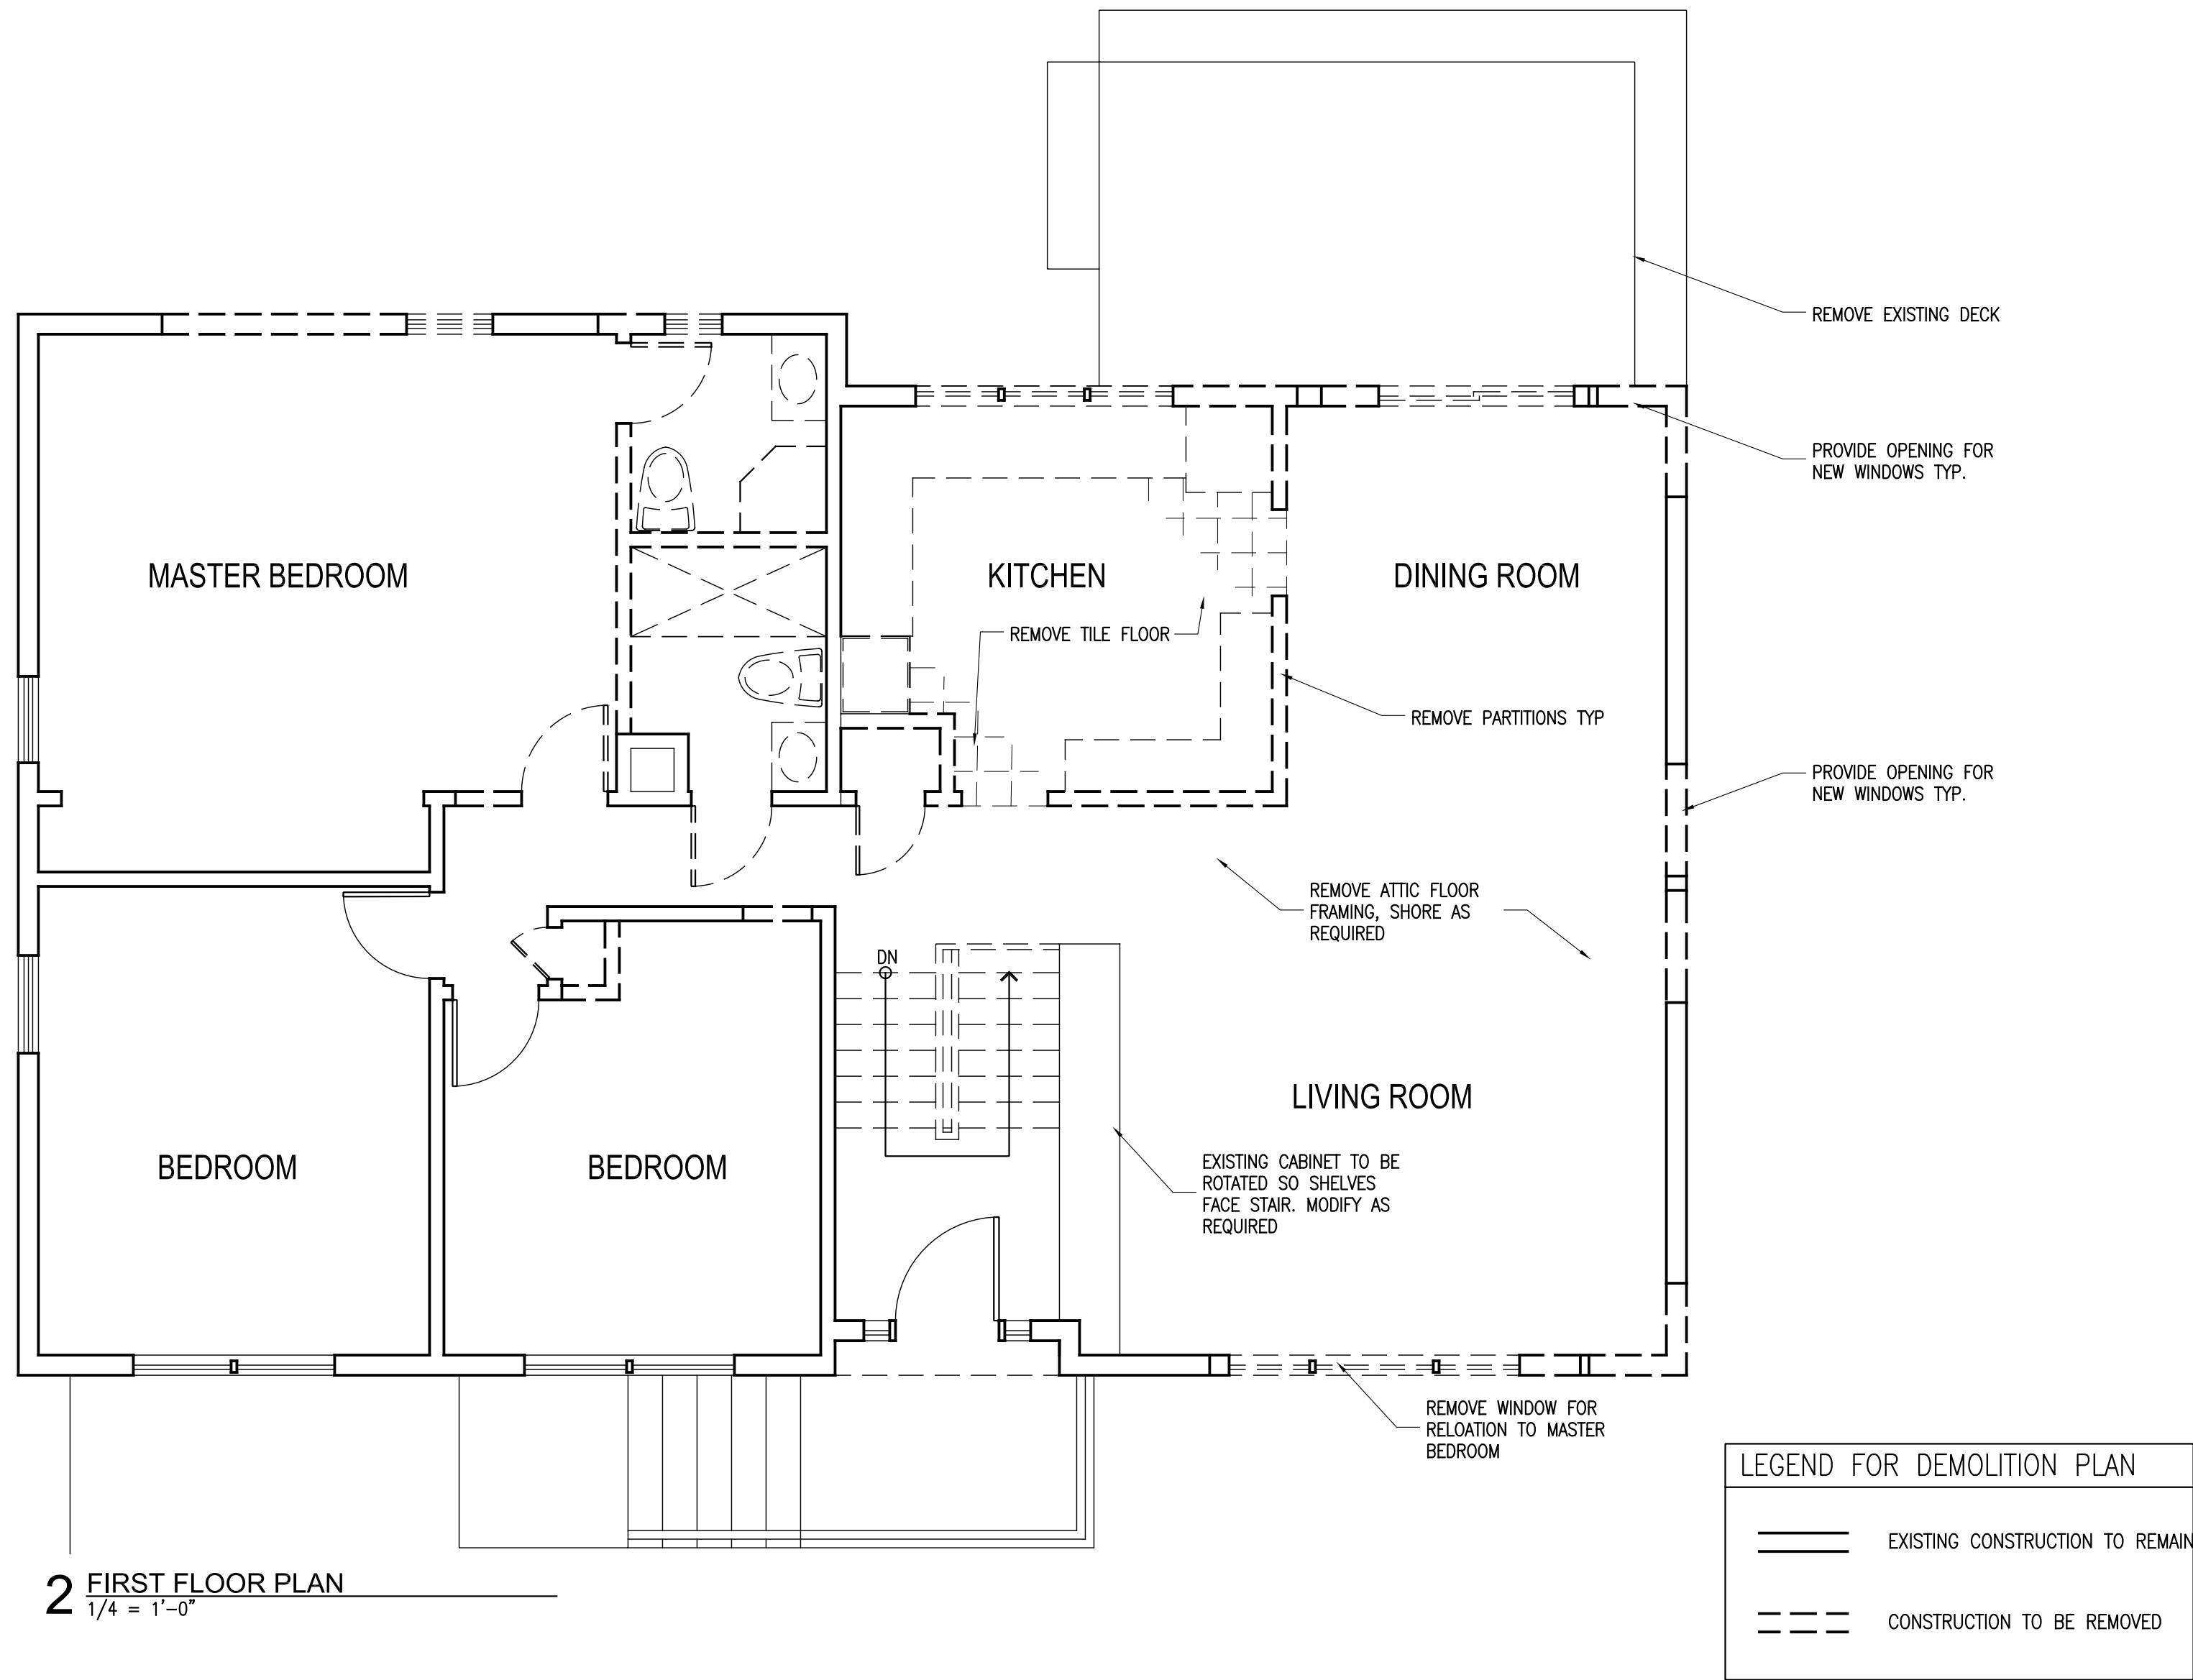 REMOVE EXISTING DECK
PROVIDE OPENING FOR
NEW WINDOWS TYP.
MASTER BEDROOM
KITCHEN
DINING ROOM
REMOVE TILE FLOOR
REMOVE PARTITIONS TYP
PROVIDE OPENING FOR
NEW WINDOWS TYP.
REMOVE ATTIC FLOOR
FRAMING, SHORE AS
REQUIRED
DN
LIVING ROOM
BEDROOM
BEDROOM
EXISTING CABINET TO BE
ROTATED SO SHELVES
FACE STAIR. MODIFY AS
REQUIRED
REMOVE WINDOW FOR
RELOATION TO MASTER
BEDROOM
LEGEND FOR DEMOLITION PLAN
EXISTING CONSTRUCTION TO REMAIN
CONSTRUCTION TO BE REMOVED
2 FIRST FLOOR PLAN
1/4 = 1'-0"